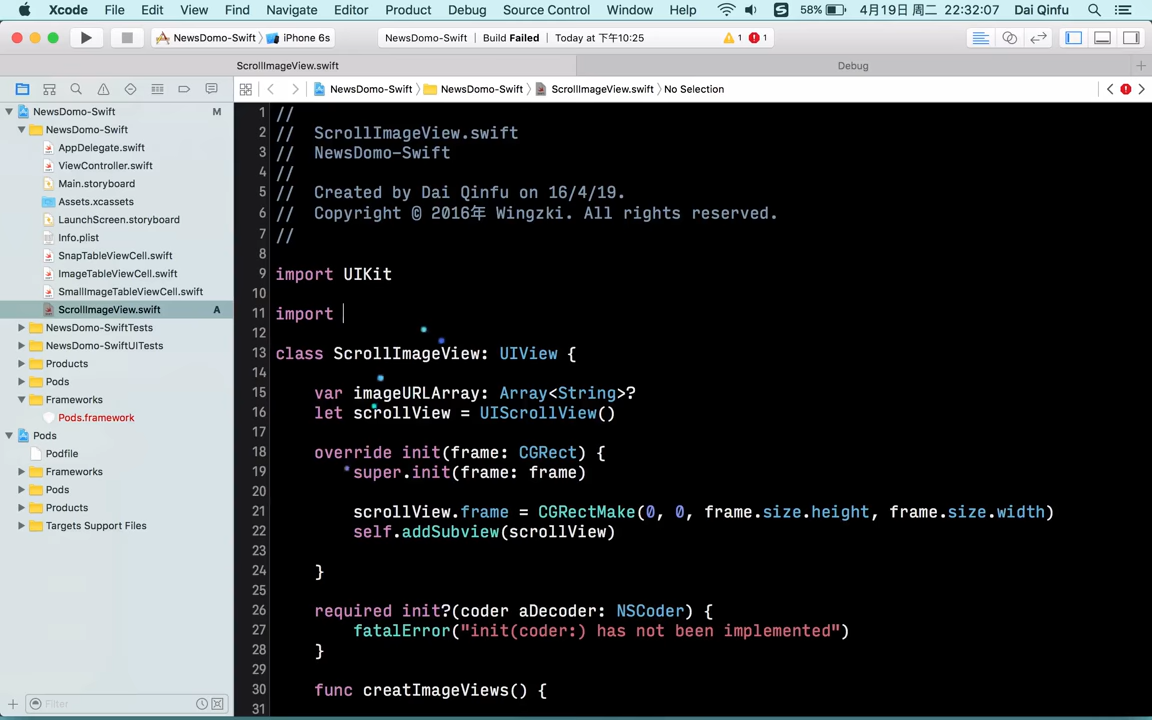 Xcode File Edit View Find Navigate Editor Product Debug Source Control Window Help 58% 4月19日 周二 22:32:07 Dai Qinfu
NewsDomo-Swift iPhone 6s NewsDomo-Swift Build Failed Today at 下午10:25 1 1
ScrollImageView.swift Debug
NewsDomo-Swift NewsDomo-Swift ScrollImageView.swift No Selection
NewsDomo-Swift M
NewsDomo-Swift
AppDelegate.swift
ViewController.swift
Main.storyboard
Assets.xcassets
LaunchScreen.storyboard
Info.plist
SnapTableViewCell.swift
ImageTableViewCell.swift
SmallImageTableViewCell.swift
ScrollImageView.swift A
NewsDomo-SwiftTests
NewsDomo-SwiftUITests
Products
Pods
Frameworks
Pods.framework
Pods
Podfile
Frameworks
Pods
Products
Targets Support Files
Filter
1 //
2 // ScrollImageView.swift
3 // NewsDomo-Swift
4 //
5 // Created by Dai Qinfu on 16/4/19.
6 // Copyright © 2016年 Wingzki. All rights reserved.
7 //
8
9 import UIKit
10
11 import
12
13 class ScrollImageView: UIView {
14
15 var imageURLArray: Array<String>?
16 let scrollView = UIScrollView()
17
18 override init(frame: CGRect) {
19 super.init(frame: frame)
20
21 scrollView.frame = CGRectMake(0, 0, frame.size.height, frame.size.width)
22 self.addSubview(scrollView)
23
24 }
25
26 required init?(coder aDecoder: NSCoder) {
27 fatalError("init(coder:) has not been implemented")
28 }
29
30 func creatImageViews() {
31